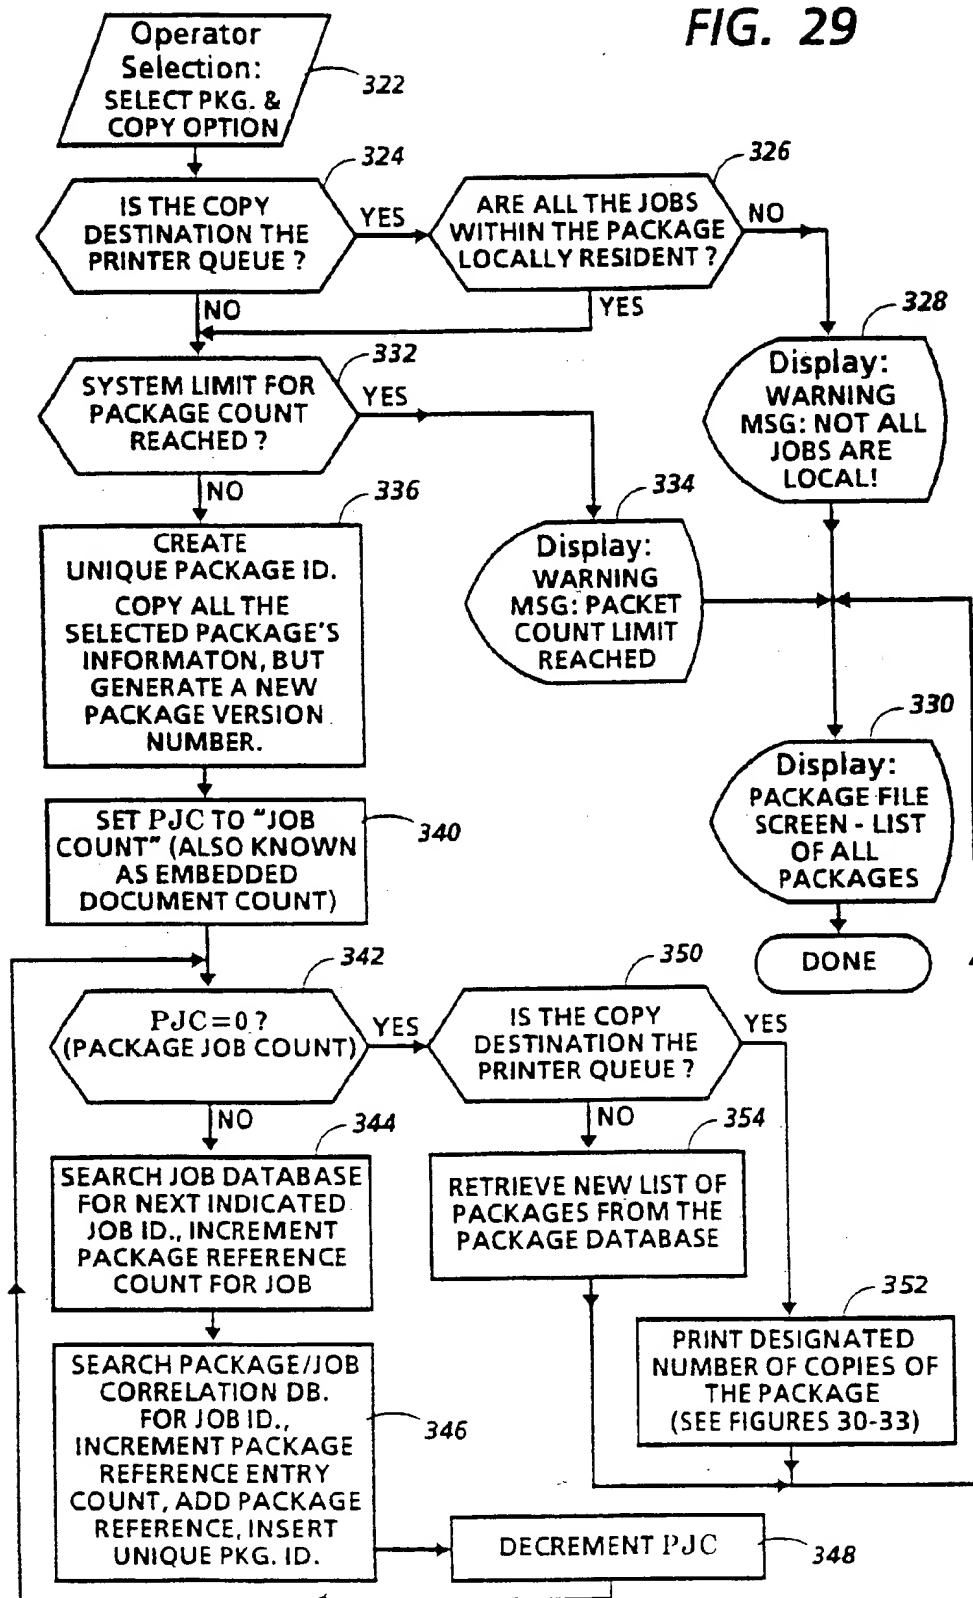 FIG. 29
Operator
Selection:
SELECT PKG. &
COPY OPTION
322
324
IS THE COPY
DESTINATION THE
PRINTER QUEUE ?
YES
NO
326
ARE ALL THE JOBS
WITHIN THE PACKAGE
LOCALLY RESIDENT ?
NO
YES
328
Display:
WARNING
MSG: NOT ALL
JOBS ARE
LOCAL!
332
SYSTEM LIMIT FOR
PACKAGE COUNT
REACHED ?
YES
NO
334
Display:
WARNING
MSG: PACKET
COUNT LIMIT
REACHED
336
CREATE
UNIQUE PACKAGE ID.
COPY ALL THE
SELECTED PACKAGE'S
INFORMATON, BUT
GENERATE A NEW
PACKAGE VERSION
NUMBER.
330
Display:
PACKAGE FILE
SCREEN - LIST
OF ALL
PACKAGES
DONE
SET PJC TO "JOB
COUNT" (ALSO KNOWN
AS EMBEDDED
DOCUMENT COUNT)
340
342
PJC=0 ?
(PACKAGE JOB COUNT)
YES
NO
350
IS THE COPY
DESTINATION THE
PRINTER QUEUE ?
YES
NO
344
SEARCH JOB DATABASE
FOR NEXT INDICATED
JOB ID., INCREMENT
PACKAGE REFERENCE
COUNT FOR JOB
354
RETRIEVE NEW LIST OF
PACKAGES FROM THE
PACKAGE DATABASE
352
PRINT DESIGNATED
NUMBER OF COPIES OF
THE PACKAGE
(SEE FIGURES 30-33)
SEARCH PACKAGE/JOB
CORRELATION DB.
FOR JOB ID.,
INCREMENT PACKAGE
REFERENCE ENTRY
COUNT, ADD PACKAGE
REFERENCE, INSERT
UNIQUE PKG. ID.
346
DECREMENT PJC
348